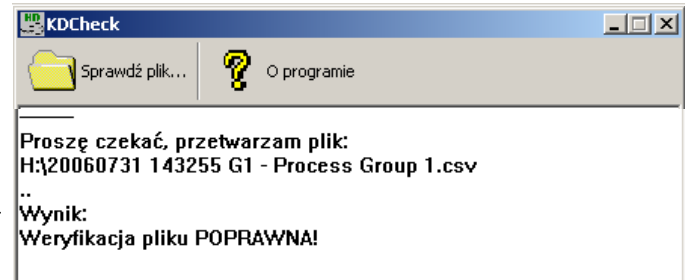 HD
KDCheck
Sprawdź plik...
O programie
Proszę czekać, przetwarzam plik:
H:\20060731 143255 G1 - Process Group 1.csv
..
Wynik:
Weryfikacja pliku POPRAWNA!